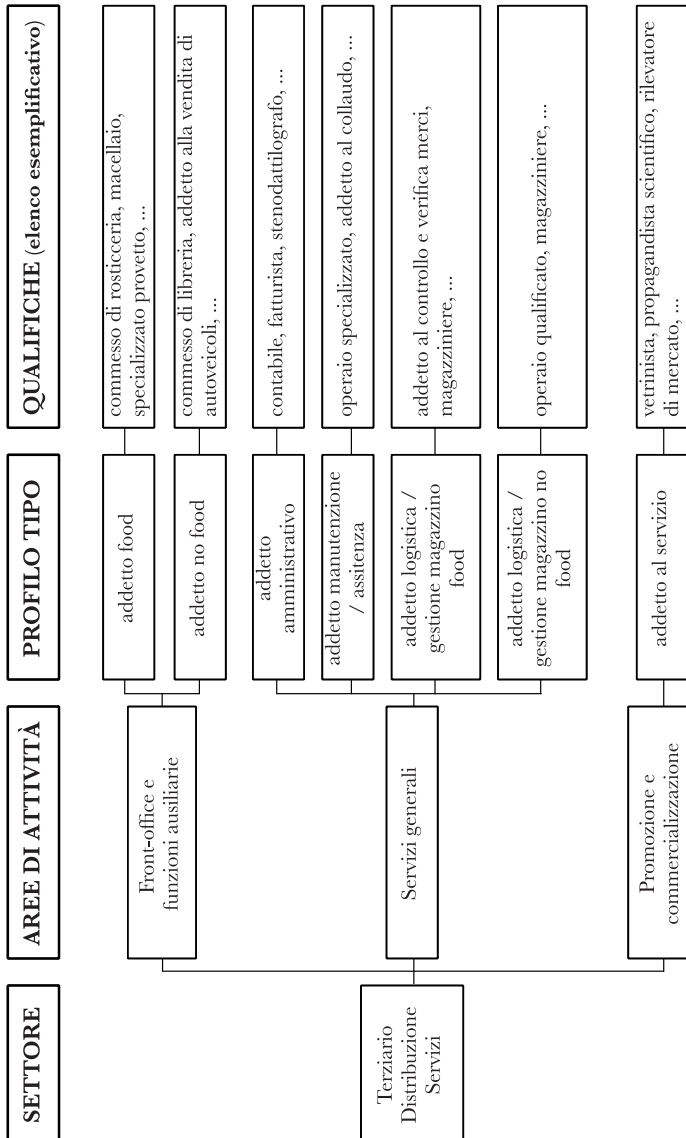 SETTORE
AREE DI ATTIVITÀ
PROFILO TIPO
QUALIFICHE (elenco esemplificativo)
Terziario
Distribuzione
Servizi
Front-office e
funzioni ausiliarie
addetto food
commesso di rosticceria, macellaio,
specializzato provetto, ...
addetto no food
commesso di libreria, addetto alla vendita di
autoveicoli, ...
Servizi generali
addetto
amministrativo
contabile, fatturista, stenodattilografo, ...
addetto manutenzione
/ assitenza
operaio specializzato, addetto al collaudo, ...
addetto logistica /
gestione magazzino
food
addetto al controllo e verifica merci,
magazziniere, ...
addetto logistica /
gestione magazzino no
food
operaio qualificato, magazziniere, ...
Promozione e
commercializzazione
addetto al servizio
vetrinista, propagandista scientifico, rilevatore
di mercato, ...